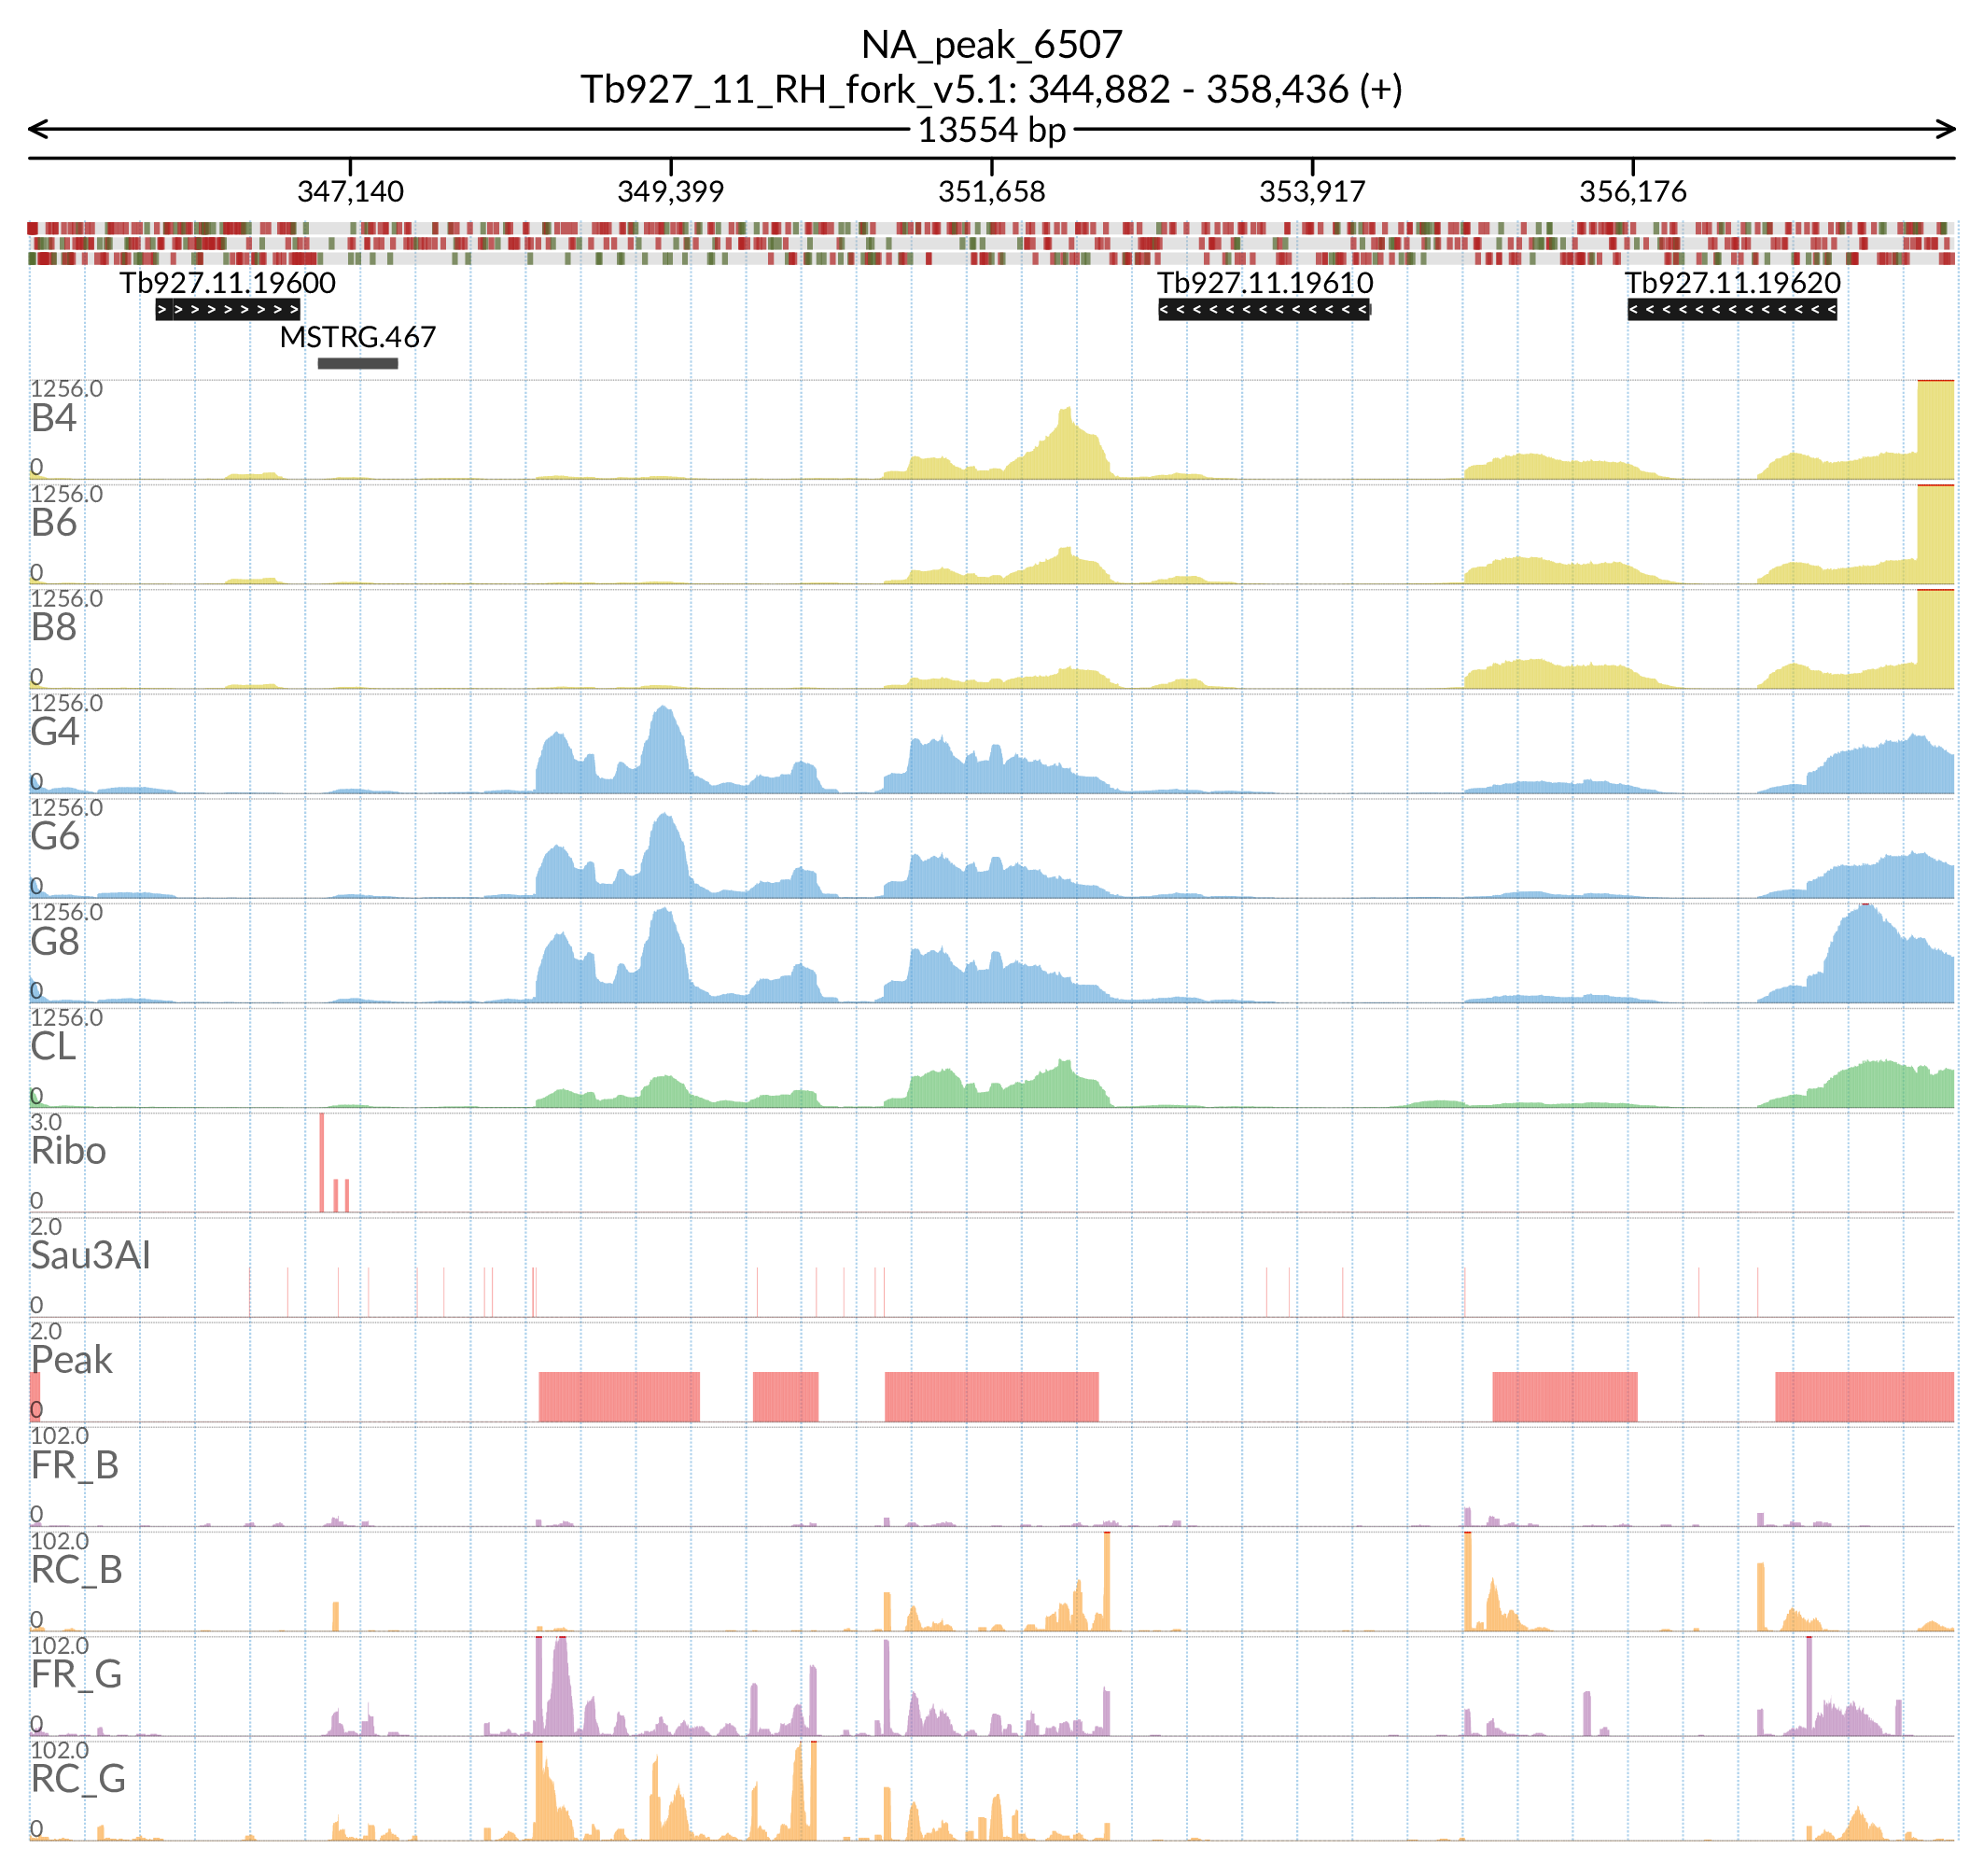 NA_peak_6507
Tb927_11_RH_fork_v5.1: 344,882 - 358,436 (+)
13554 bp
347,140 349,399 351,658 353,917 356,176
Tb927.11.19600 Tb927.11.19610 Tb927.11.19620
MSTRG.467
1256.0
B4
0
1256.0
B6
0
1256.0
B8
0
1256.0
G4
0
1256.0
G6
0
1256.0
G8
0
1256.0
CL
0
3.0
Ribo
0
2.0
Sau3AI
0
2.0
Peak
0
102.0
FR_B
0
102.0
RC_B
0
102.0
FR_G
0
102.0
RC_G
0